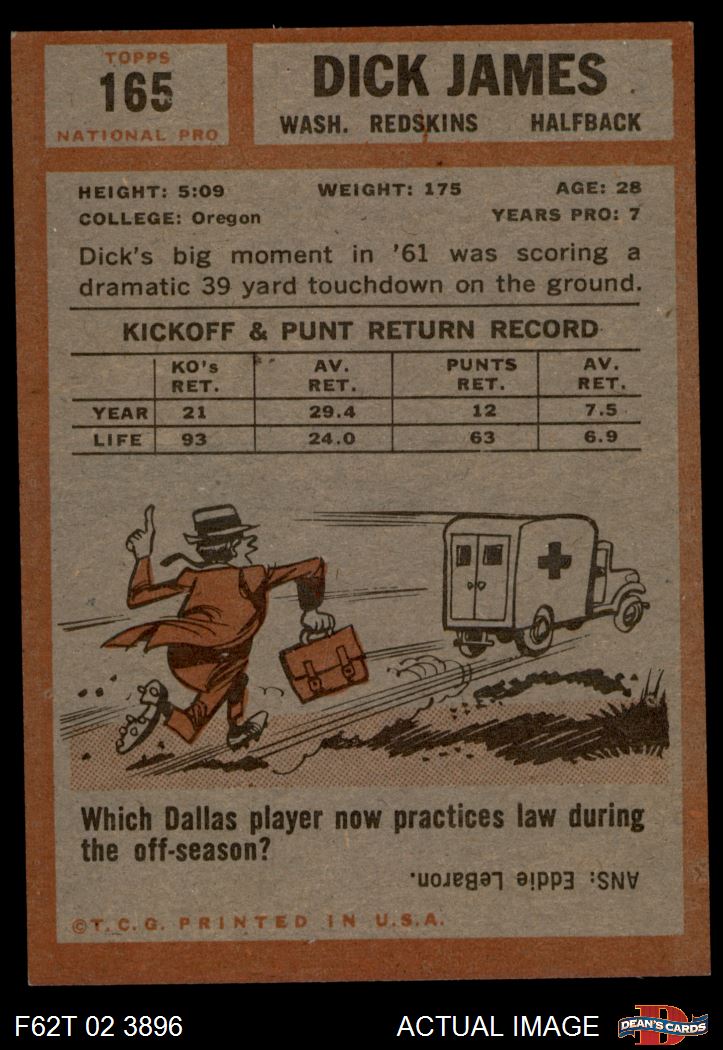 TOPPS
165
NATIONAL PRO
DICK JAMES
WASH. REDSKINS HALFBACK
HEIGHT: 5:09 WEIGHT: 175 AGE: 28
COLLEGE: Oregon YEARS PRO: 7
Dick's big moment in '61 was scoring a
dramatic 39 yard touchdown on the ground.
KICKOFF & PUNT RETURN RECORD
KO's RET. AV. RET. PUNTS RET. AV. RET.
YEAR 21 29.4 12 7.5
LIFE 93 24.0 63 6.9
Which Dallas player now practices law during
the off-season?
ANS: Eddie LeBaron.
©T.C.G. PRINTED IN U.S.A.
F62T 02 3896 ACTUAL IMAGE D DEAN'S CARDS